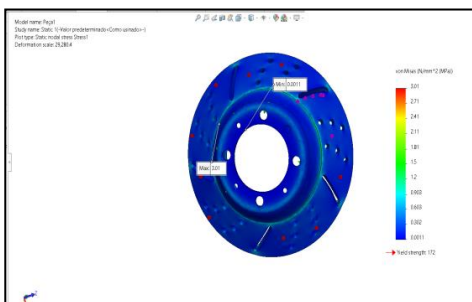 Model name: Peça1
Study name: Static 1(-Valor predeterminado<Como usinado>-)
Plot type: Static nodal stress Stress1
Deformation scale: 29,280.4
Min: 0.0011
Max: 3.01
von Mises (N/mm^2 (MPa))
3.01
2.71
2.41
2.11
1.81
1.5
1.2
0.903
0.603
0.302
0.0011
Yield strength: 172